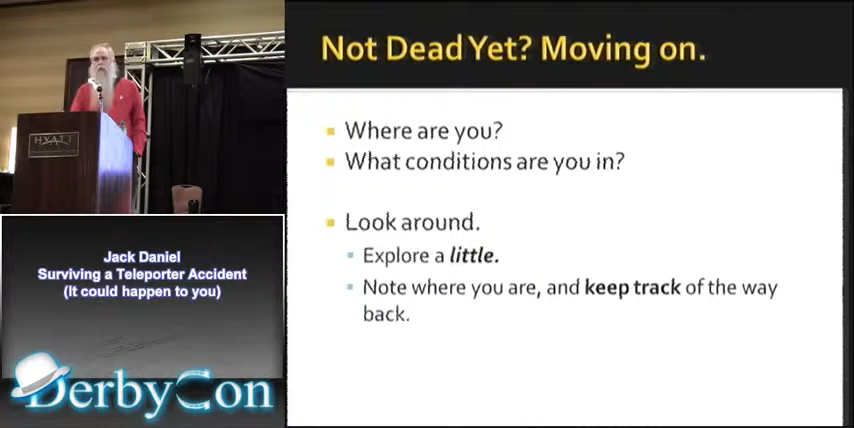 Not Dead Yet? Moving on.
Where are you?
What conditions are you in?
Look around.
Explore a little.
Note where you are, and keep track of the way
back.
HYATT
Jack Daniel
Surviving a Teleporter Accident
(It could happen to you)
DerbyCon